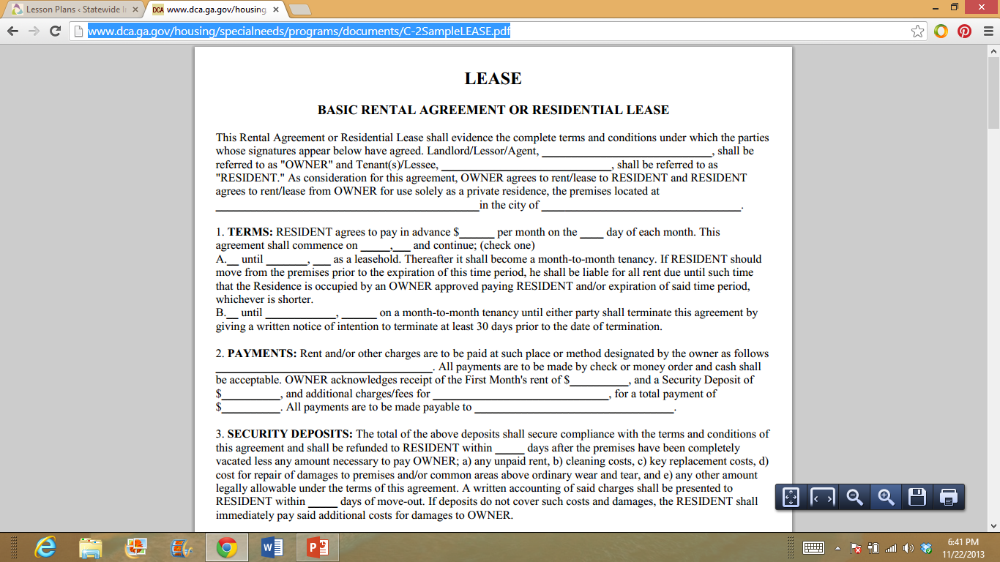 Lesson Plans ‹ Statewide I
DCA www.dca.ga.gov/housing
www.dca.ga.gov/housing/specialneeds/programs/documents/C-2SampleLEASE.pdf
LEASE
BASIC RENTAL AGREEMENT OR RESIDENTIAL LEASE
This Rental Agreement or Residential Lease shall evidence the complete terms and conditions under which the parties
whose signatures appear below have agreed. Landlord/Lessor/Agent, _____________________________, shall be
referred to as "OWNER" and Tenant(s)/Lessee, _____________________________, shall be referred to as
"RESIDENT." As consideration for this agreement, OWNER agrees to rent/lease to RESIDENT and RESIDENT
agrees to rent/lease from OWNER for use solely as a private residence, the premises located at
_____________________________________________in the city of __________________________________.
1. TERMS: RESIDENT agrees to pay in advance $______ per month on the ____ day of each month. This
agreement shall commence on _____,___ and continue; (check one)
A.__ until _______, ___ as a leasehold. Thereafter it shall become a month-to-month tenancy. If RESIDENT should
move from the premises prior to the expiration of this time period, he shall be liable for all rent due until such time
that the Residence is occupied by an OWNER approved paying RESIDENT and/or expiration of said time period,
whichever is shorter.
B.__ until ____________, ______ on a month-to-month tenancy until either party shall terminate this agreement by
giving a written notice of intention to terminate at least 30 days prior to the date of termination.
2. PAYMENTS: Rent and/or other charges are to be paid at such place or method designated by the owner as follows
_____________________________________. All payments are to be made by check or money order and cash shall
be acceptable. OWNER acknowledges receipt of the First Month's rent of $__________, and a Security Deposit of
$__________, and additional charges/fees for ______________________________, for a total payment of
$__________. All payments are to be made payable to __________________________________.
3. SECURITY DEPOSITS: The total of the above deposits shall secure compliance with the terms and conditions of
this agreement and shall be refunded to RESIDENT within _____ days after the premises have been completely
vacated less any amount necessary to pay OWNER; a) any unpaid rent, b) cleaning costs, c) key replacement costs, d)
cost for repair of damages to premises and/or common areas above ordinary wear and tear, and e) any other amount
legally allowable under the terms of this agreement. A written accounting of said charges shall be presented to
RESIDENT within _____ days of move-out. If deposits do not cover such costs and damages, the RESIDENT shall
immediately pay said additional costs for damages to OWNER.
6:41 PM
11/22/2013